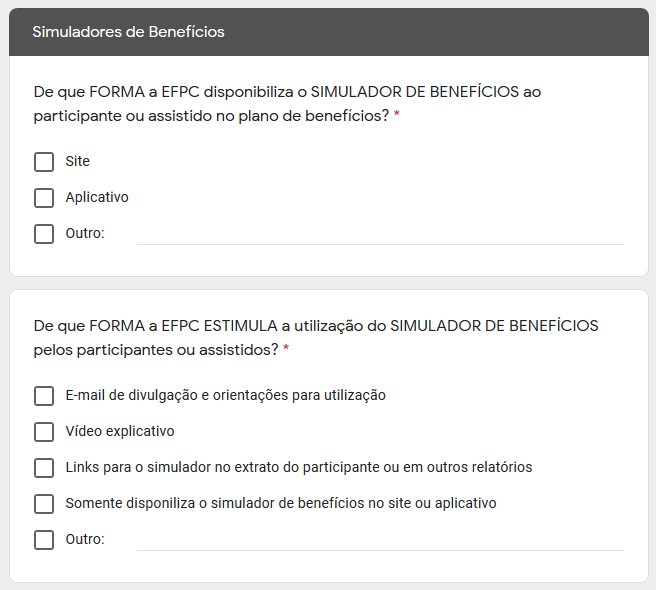 Simuladores de Benefícios
De que FORMA a EFPC disponibiliza o SIMULADOR DE BENEFÍCIOS ao
participante ou assistido no plano de benefícios? *
Site
Aplicativo
Outro:
De que FORMA a EFPC ESTIMULA a utilização do SIMULADOR DE BENEFÍCIOS
pelos participantes ou assistidos? *
E-mail de divulgação e orientações para utilização
Vídeo explicativo
Links para o simulador no extrato do participante ou em outros relatórios
Somente disponiliza o simulador de benefícios no site ou aplicativo
Outro: